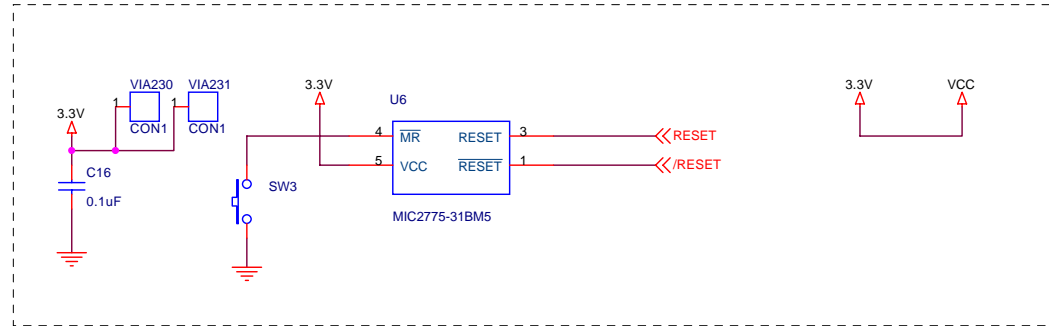 VIA230 VIA231
3.3V 3.3V VCC
U6
3.3V
1 1
CON1 CON1
4 MR RESET 3 RESET
5 VCC RESET 1 /RESET
C16
SW3
0.1uF
MIC2775-31BM5